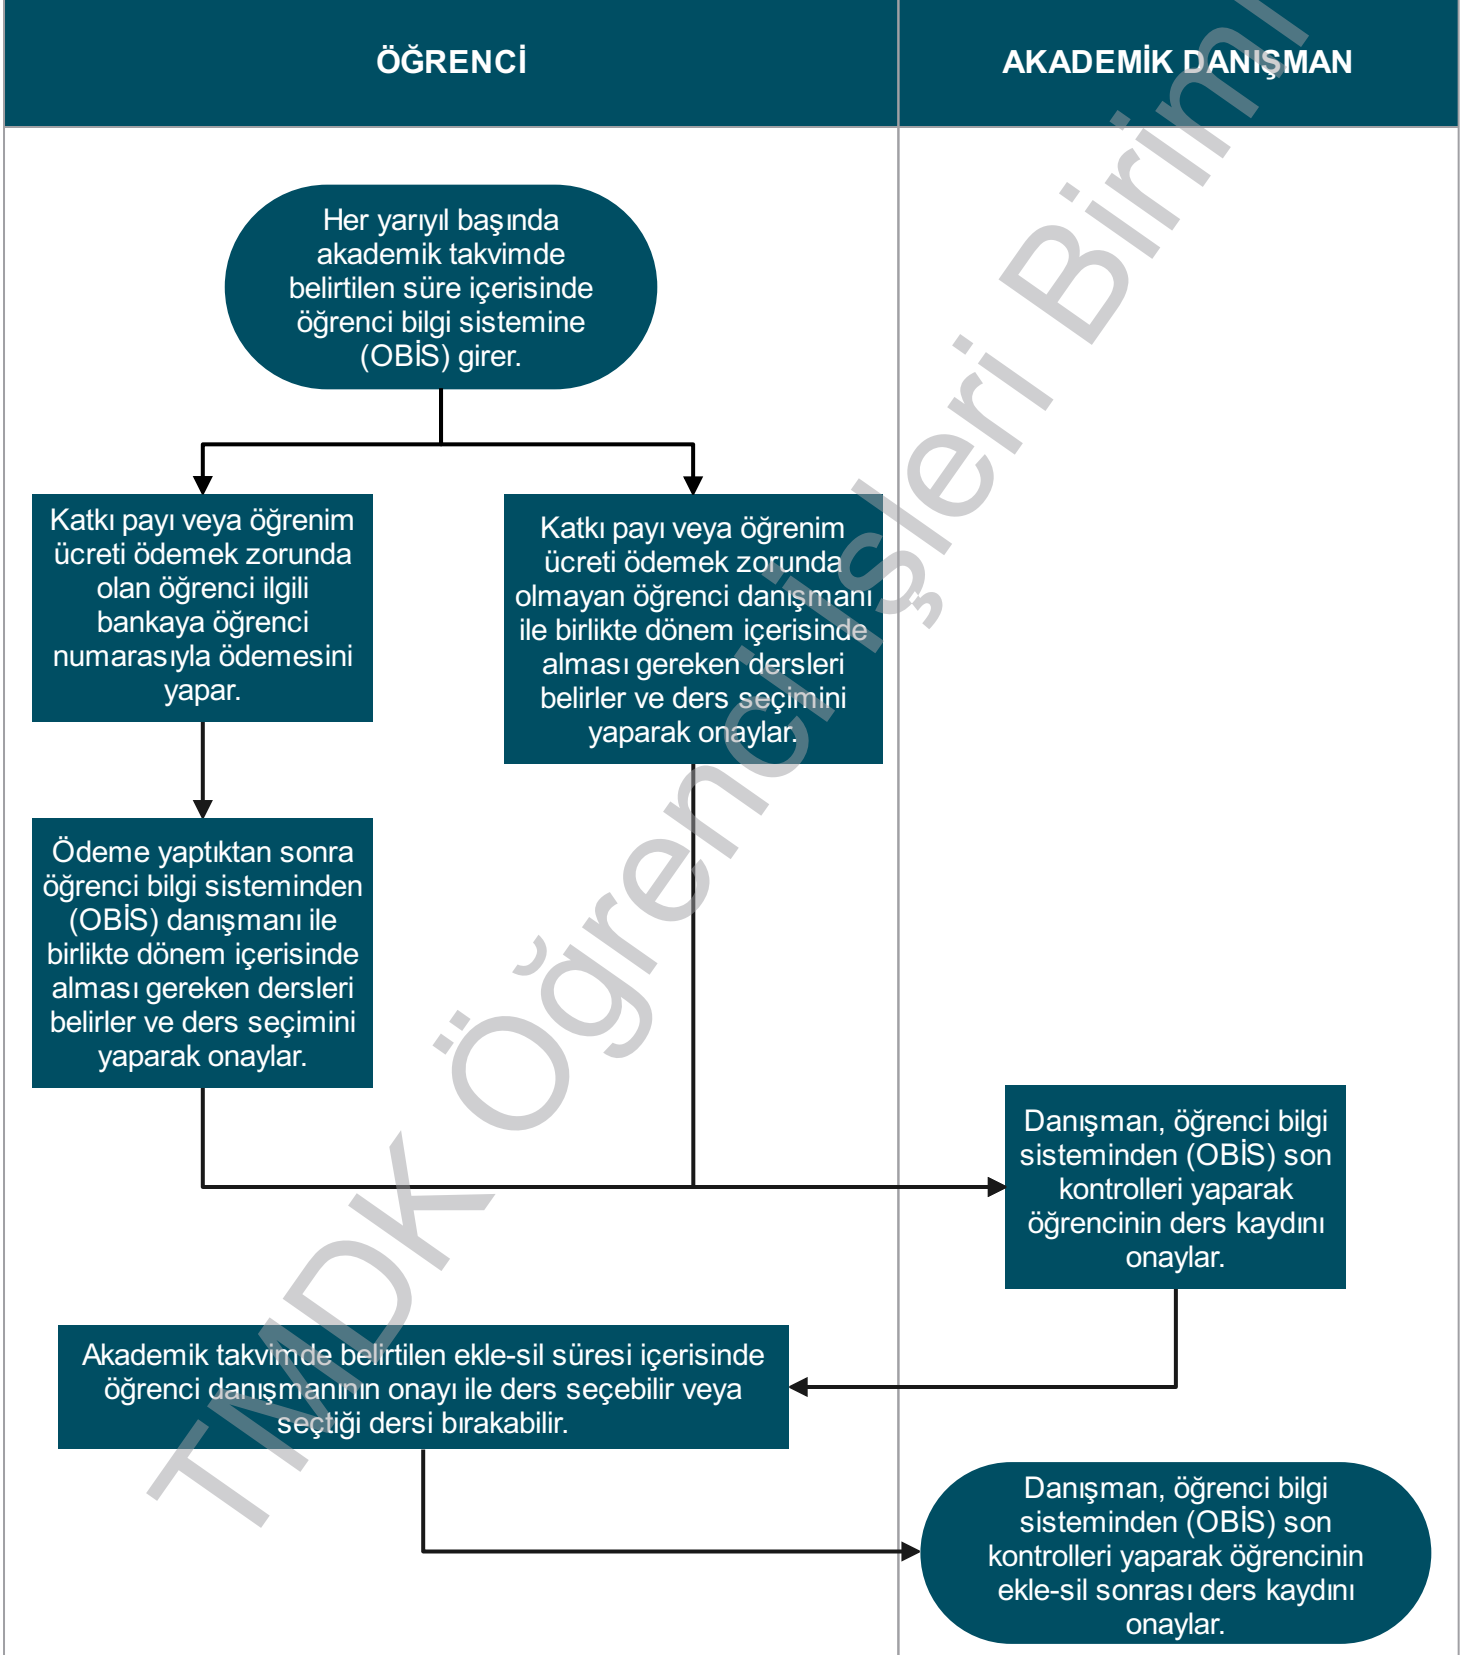 ÖĞRENCİ
AKADEMİK DANIŞMAN
Her yarıyıl başında
akademik takvimde
belirtilen süre içerisinde
öğrenci bilgi sistemine
(OBİS) girer.
Katkı payı veya öğrenim
ücreti ödemek zorunda
olan öğrenci ilgili
bankaya öğrenci
numarasıyla ödemesini
yapar.
Katkı payı veya öğrenim
ücreti ödemek zorunda
olmayan öğrenci danışmanı
ile birlikte dönem içerisinde
alması gereken dersleri
belirler ve ders seçimini
yaparak onaylar.
Ödeme yaptıktan sonra
öğrenci bilgi sisteminden
(OBİS) danışmanı ile
birlikte dönem içerisinde
alması gereken dersleri
belirler ve ders seçimini
yaparak onaylar.
Danışman, öğrenci bilgi
sisteminden (OBİS) son
kontrolleri yaparak
öğrencinin ders kaydını
onaylar.
Akademik takvimde belirtilen ekle-sil süresi içerisinde
öğrenci danışmanının onayı ile ders seçebilir veya
seçtiği dersi bırakabilir.
Danışman, öğrenci bilgi
sisteminden (OBİS) son
kontrolleri yaparak öğrencinin
ekle-sil sonrası ders kaydını
onaylar.
TMDK Öğrenci İşleri Birimi